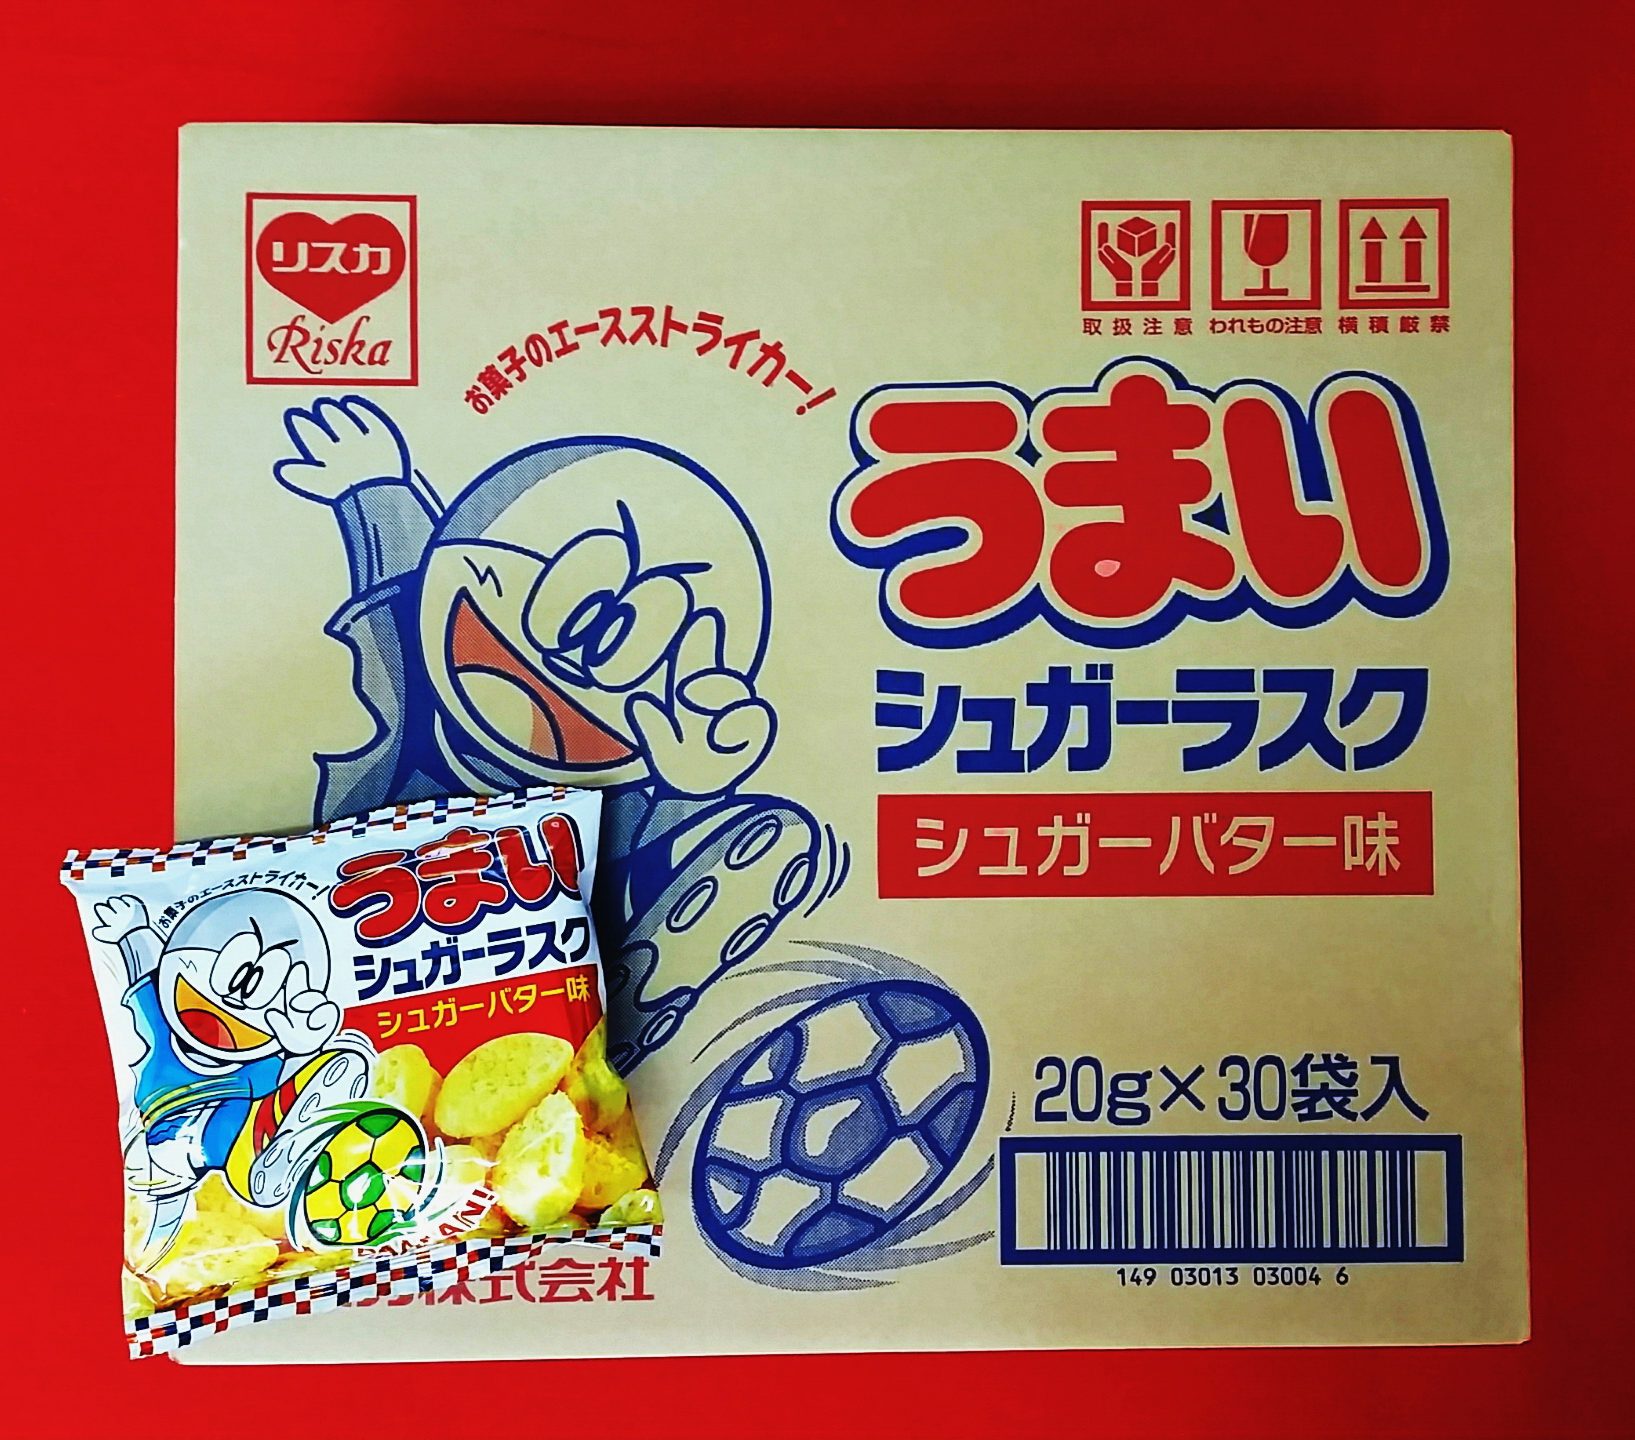 リスカ
Riska
取扱注意
われもの注意
横積厳禁
お菓子のエースストライカー!
うまい
シュガーラスク
シュガーバター味
20g×30袋入
149 03013 03004 6
株式会社
お菓子のエースストライカー!
うまい
シュガーラスク
シュガーバター味